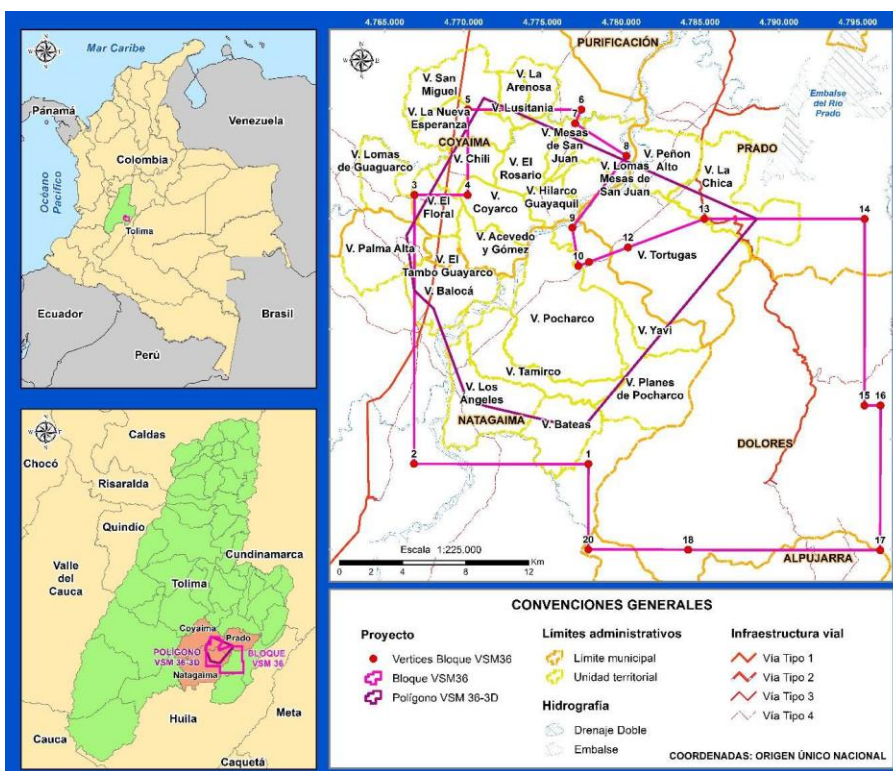 Mar Caribe
Panamá
Venezuela
Colombia
Océano
Pacífico
Tolima
Ecuador
Brasil
Perú
Caldas
Chocó
Risaralda
Quindío
Cundinamarca
Valle
del
Cauca
Tolima
Coyaima
Prado
POLÍGONO
VSM 36-3D
BLOQUE
VSM 36
Natagaima
Huila
Meta
Cauca
Caquetá
4.765.000
4.770.000
4.775.000
4.780.000
4.785.000
4.790.000
4.795.000
PURIFICACIÓN
V. San
Miguel
V. La
Arenosa
Embalse
del Río
Prado
5
6
V. Lusitania
7
V. La Nueva
Esperanza
COYAIMA
V. Mesas
de San
Juan
8
PRADO
V. Lomas
de Guaguarco
V. Chili
V. El
Rosario
V. Peñon
Alto
V. Lomas
Mesas de
San Juan
V. La
Chica
3
4
V. El
Floral
V.
Coyarco
V. Hilarco
Guayaquil
9
13
14
V. Palma Alta
V. Acevedo
y Gómez
12
V. El
Tambo Guayarco
10
V. Tortugas
V. Balocá
V. Pocharco
V. Yaví
V. Tamirco
V. Los
Angeles
V. Planes
de Pocharco
15
16
NATAGAIMA
V. Bateas
DOLORES
2
1
Escala 1:225.000
20
18
17
0 2 4 8 12
Km
ALPUJARRA
CONVENCIONES GENERALES
Proyecto
Vertices Bloque VSM36
Bloque VSM36
Polígono VSM 36-3D
Límites administrativos
Límite municipal
Unidad territorial
Hidrografía
Drenaje Doble
Embalse
Infraestructura vial
Vía Tipo 1
Vía Tipo 2
Vía Tipo 3
Vía Tipo 4
COORDENADAS: ORIGEN ÚNICO NACIONAL